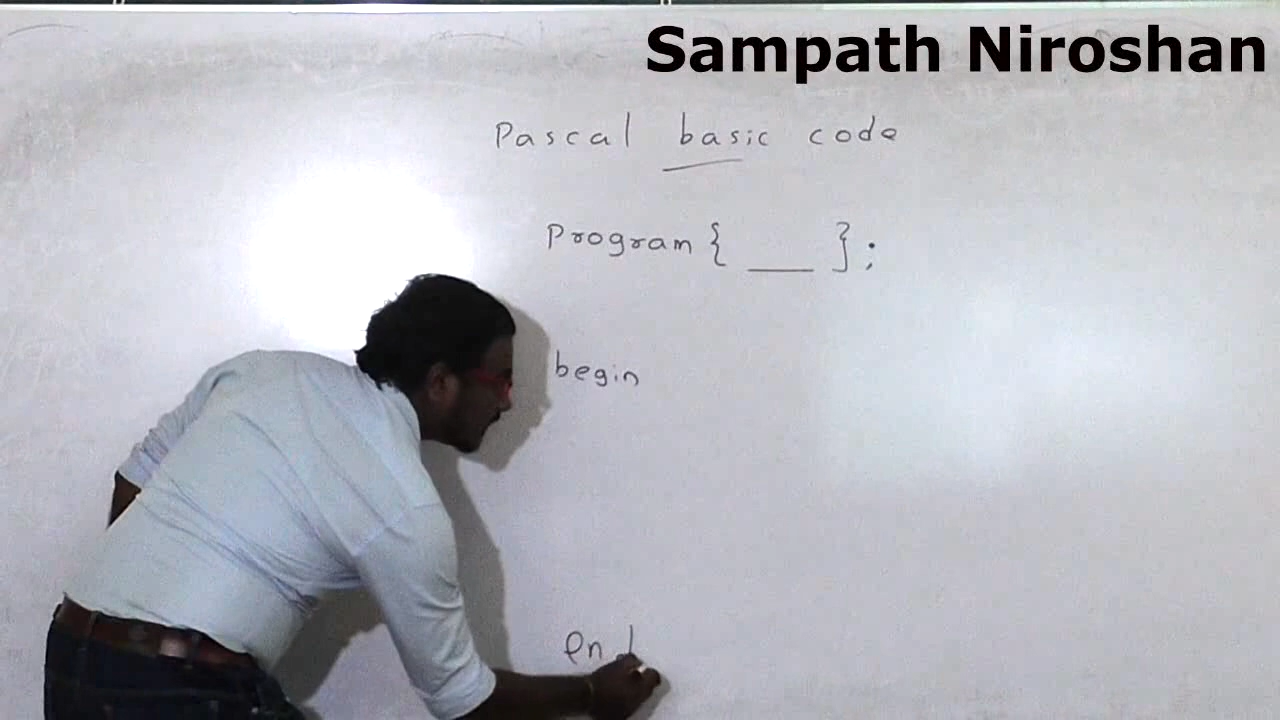 Sampath Niroshan
Pascal basic code
Program { ___ };
begin
end